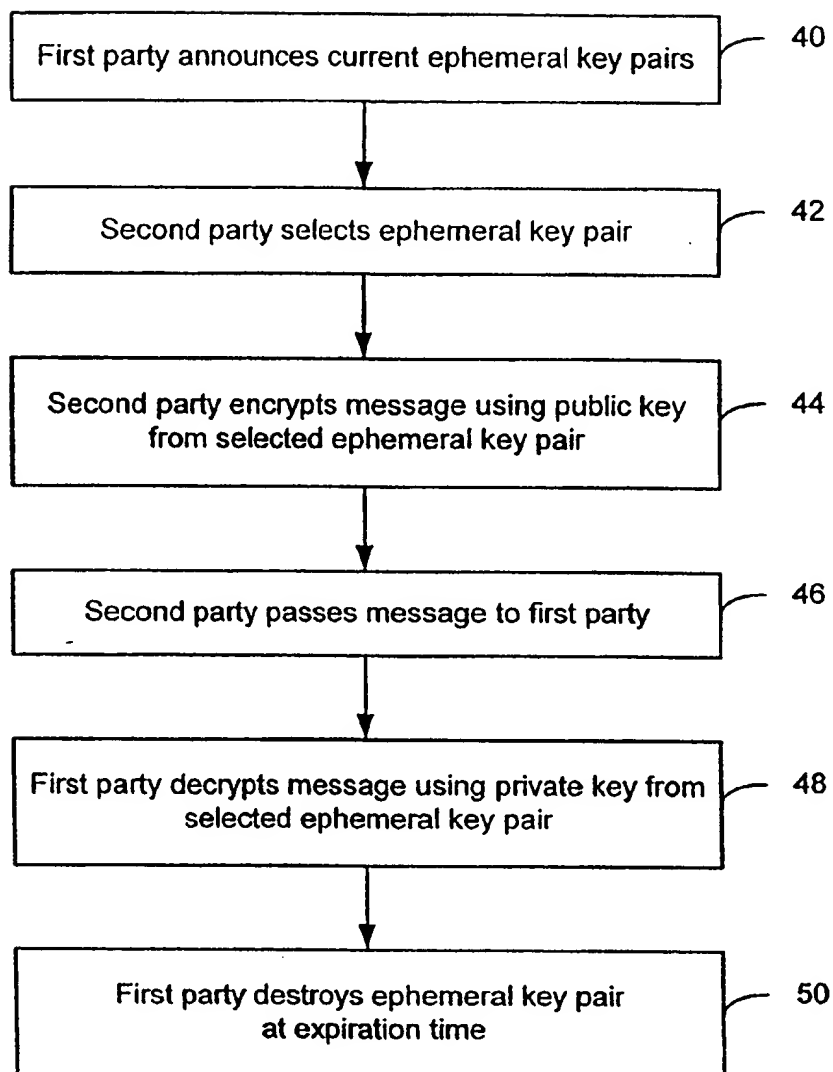 First party announces current ephemeral key pairs
40
Second party selects ephemeral key pair
42
Second party encrypts message using public key
from selected ephemeral key pair
44
Second party passes message to first party
46
First party decrypts message using private key from
selected ephemeral key pair
48
First party destroys ephemeral key pair
at expiration time
50